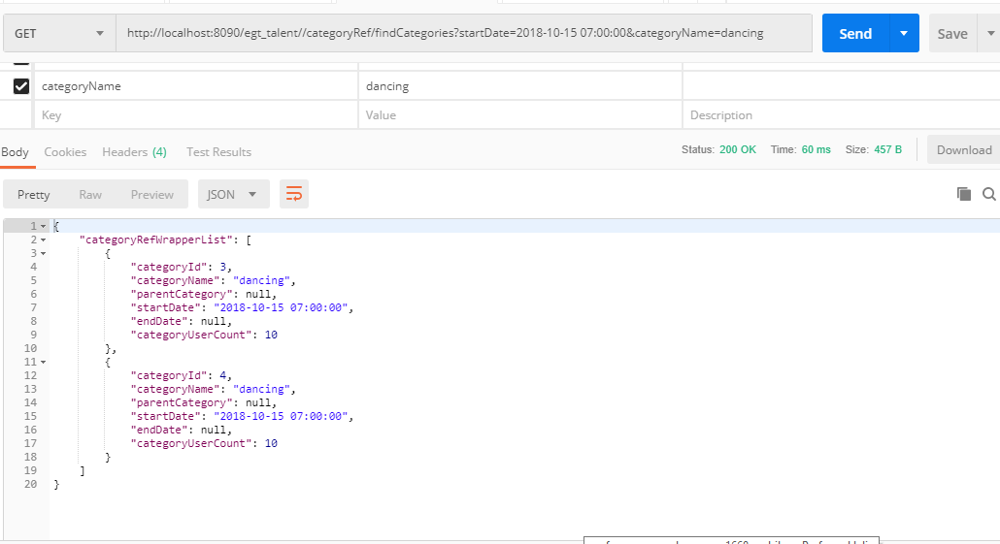 GET http://localhost:8090/egt_talent//categoryRef/findCategories?startDate=2018-10-15 07:00:00&categoryName=dancing Send Save
categoryName dancing
Key Value Description
Body Cookies Headers (4) Test Results Status: 200 OK Time: 60 ms Size: 457 B Download
Pretty Raw Preview JSON
1 {
2 "categoryRefWrapperList": [
3 {
4 "categoryId": 3,
5 "categoryName": "dancing",
6 "parentCategory": null,
7 "startDate": "2018-10-15 07:00:00",
8 "endDate": null,
9 "categoryUserCount": 10
10 },
11 {
12 "categoryId": 4,
13 "categoryName": "dancing",
14 "parentCategory": null,
15 "startDate": "2018-10-15 07:00:00",
16 "endDate": null,
17 "categoryUserCount": 10
18 }
19 ]
20 }